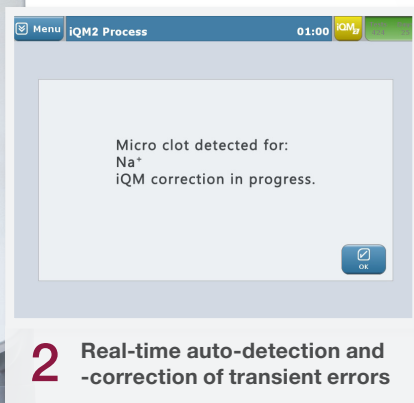 Menu iQM2 Process 01:00 iQM2
Micro clot detected for:
Na⁺
iQM correction in progress.
OK
2 Real-time auto-detection and
-correction of transient errors